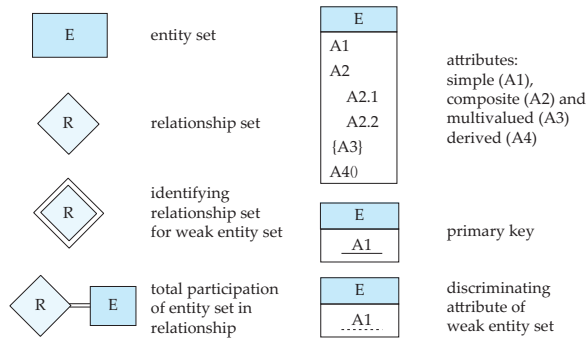 E
entity set
R
relationship set
R
identifying
relationship set
for weak entity set
R
E
total participation
of entity set in
relationship
E
A1
A2
A2.1
A2.2
{A3}
A4()
attributes:
simple (A1),
composite (A2) and
multivalued (A3)
derived (A4)
E
A1
primary key
E
A1
discriminating
attribute of
weak entity set